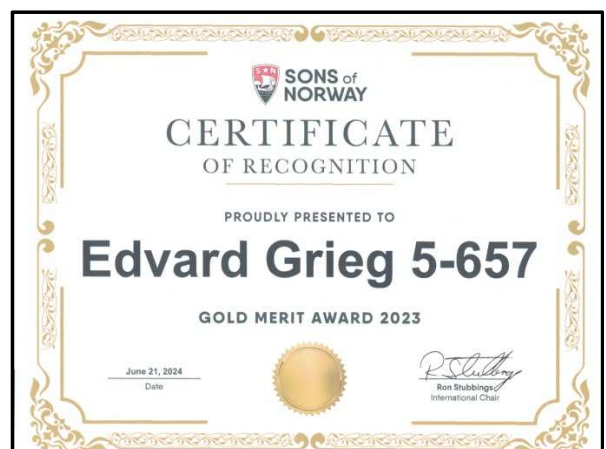 S N
SONS of
NORWAY
CERTIFICATE
OF RECOGNITION
PROUDLY PRESENTED TO
Edvard Grieg 5-657
GOLD MERIT AWARD 2023
June 21, 2024
Date
R Stubbings
Ron Stubbings
International Chair